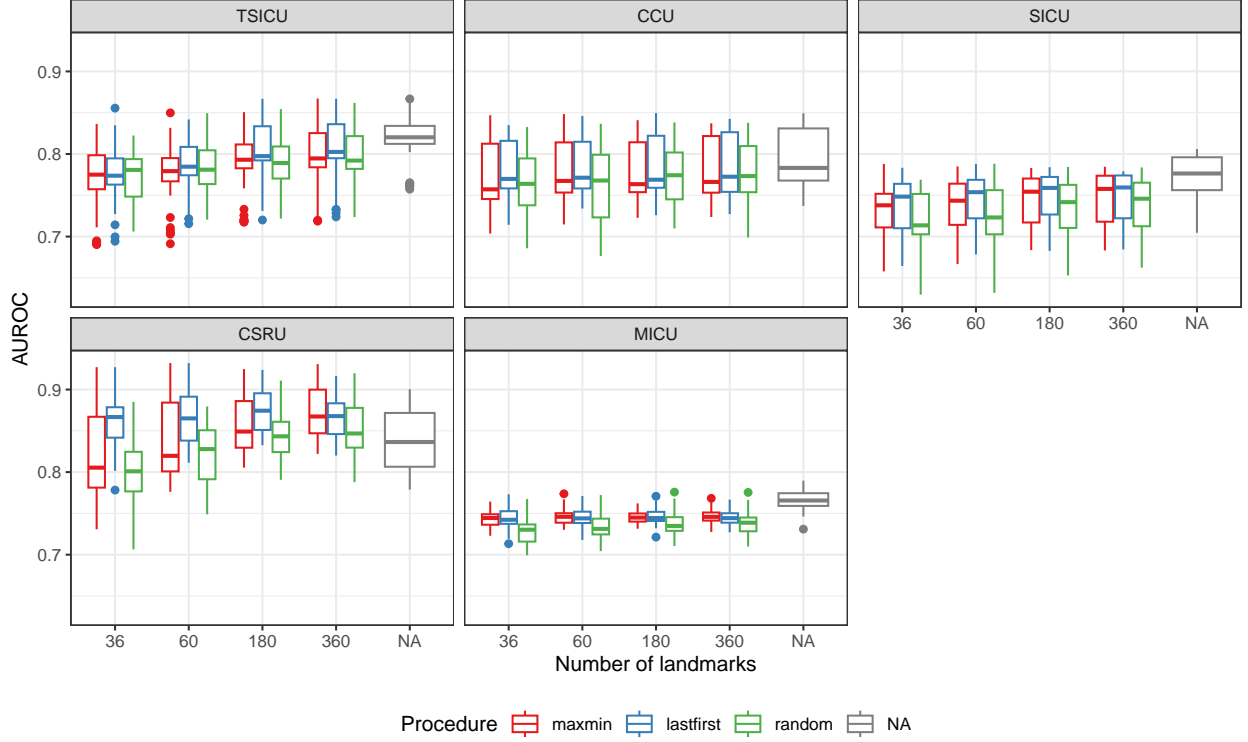 TSICU
CCU
SICU
0.9
0.8
0.7
36
60
180
360
NA
CSRU
MICU
AUROC
0.9
0.8
0.7
36
60
180
360
NA
36
60
180
360
NA
Number of landmarks
Procedure maxmin lastfirst random NA